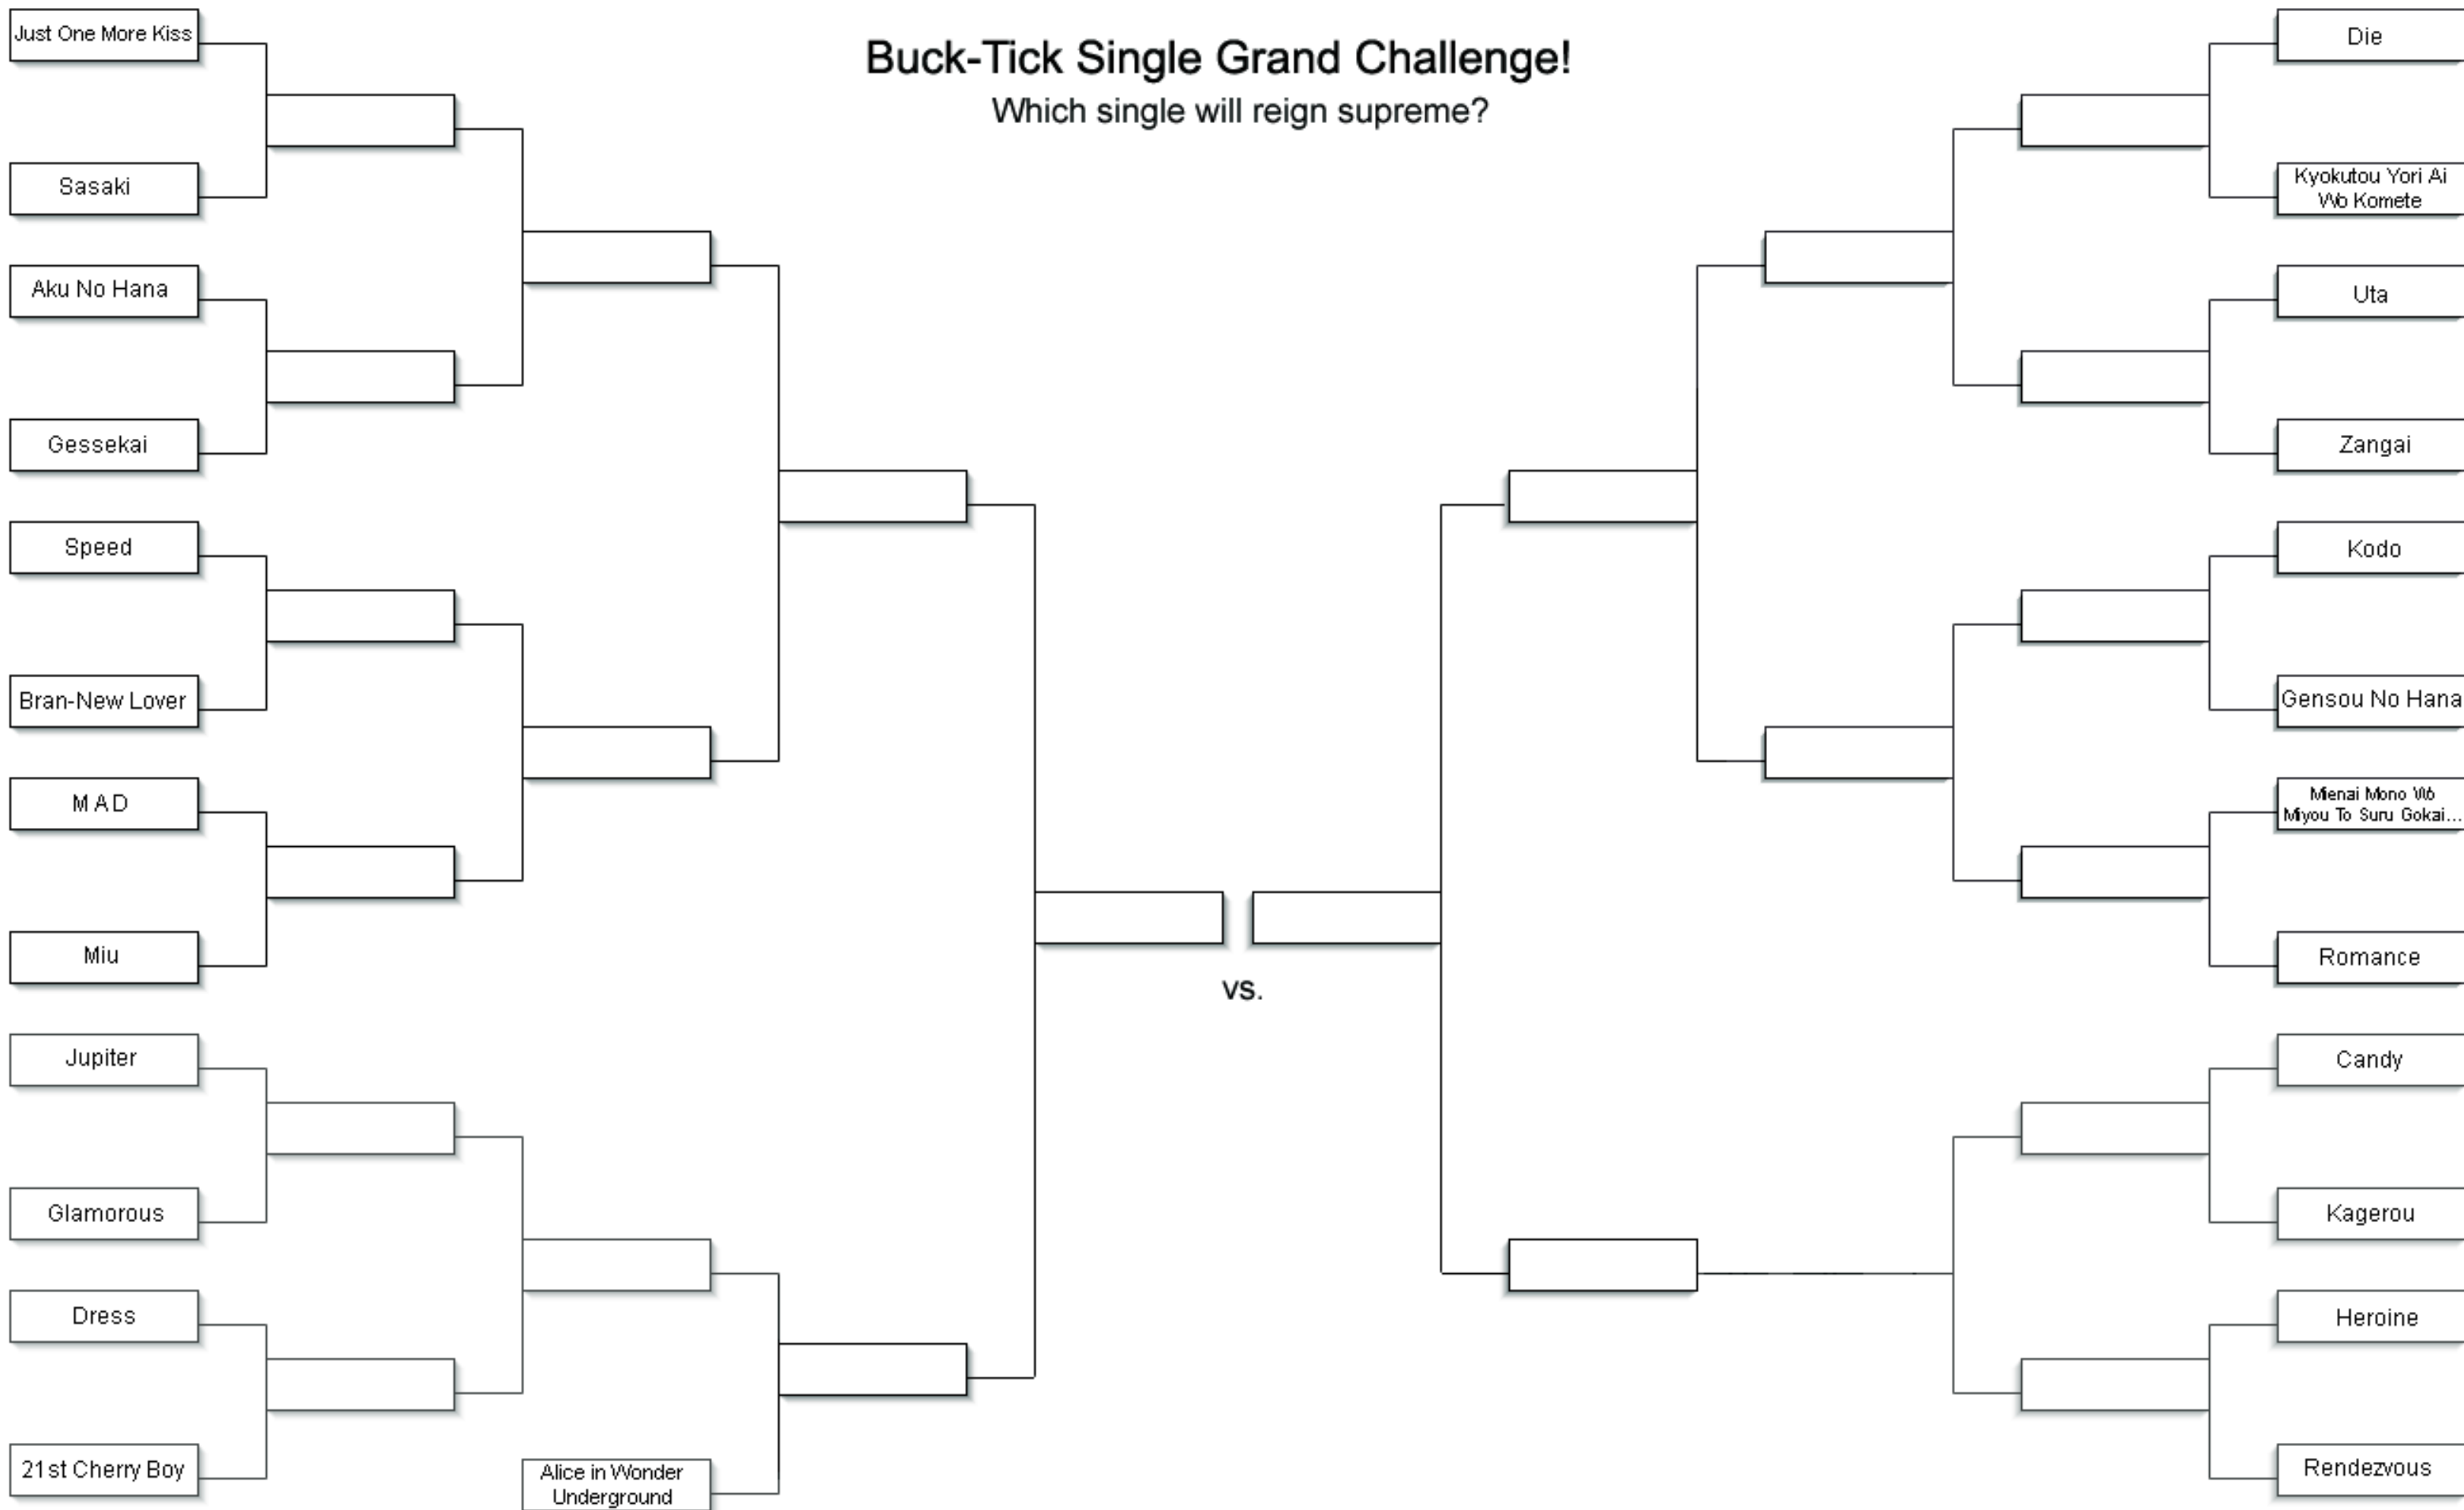 Buck-Tick Single Grand Challenge!
Which single will reign supreme?
Just One More Kiss
Sasaki
Aku No Hana
Gessekai
Speed
Bran-New Lover
MAD
Miu
Jupiter
Glamorous
Dress
21st Cherry Boy
Alice in Wonder
Underground
vs.
Die
Kyokutou Yori Ai
Wo Komete
Uta
Zangai
Kodo
Gensou No Hana
Mienai Mono Wo
Miyou To Suru Gokai...
Romance
Candy
Kagerou
Heroine
Rendezvous